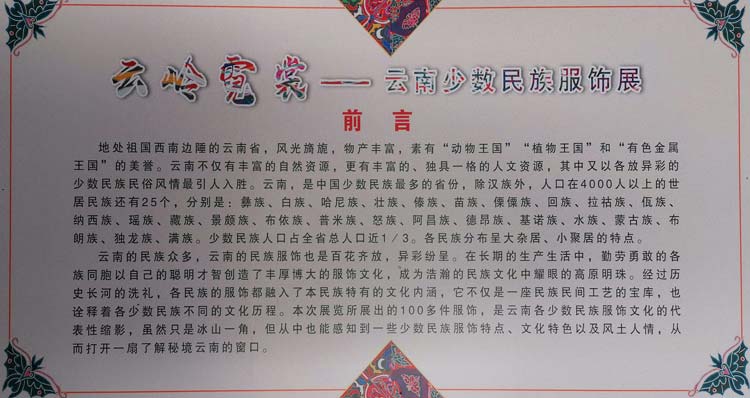 云岭霓裳——云南少数民族服饰展
前言
地处祖国西南边陲的云南省，风光旖旎，物产丰富，素有“动物王国”“植物王国”和“有色金属
王国”的美誉。云南不仅有丰富的自然资源，更有丰富的、独具一格的人文资源，其中又以各放异彩的
少数民族民俗风情最引人入胜。云南，是中国少数民族最多的省份，除汉族外，人口在4000人以上的世
居民族还有25个，分别是：彝族、白族、哈尼族、壮族、傣族、苗族、傈僳族、回族、拉祜族、佤族、
纳西族、瑶族、藏族、景颇族、布依族、普米族、怒族、阿昌族、德昂族、基诺族、水族、蒙古族、布
朗族、独龙族、满族。少数民族人口占全省总人口近1/3。各民族分布呈大杂居、小聚居的特点。
云南的民族众多，云南的民族服饰也是百花齐放，异彩纷呈。在长期的生产生活中，勤劳勇敢的各
族同胞以自己的聪明才智创造了丰厚博大的服饰文化，成为浩瀚的民族文化中耀眼的高原明珠。经过历
史长河的洗礼，各民族的服饰都融入了本民族特有的文化内涵，它不仅是一座民族民间工艺的宝库，也
诠释着各少数民族不同的文化历程。本次展览所展出的100多件服饰，是云南各少数民族服饰文化的代
表性缩影，虽然只是冰山一角，但从中也能感知到一些少数民族服饰特点、文化特色以及风土人情，从
而打开一扇了解秘境云南的窗口。